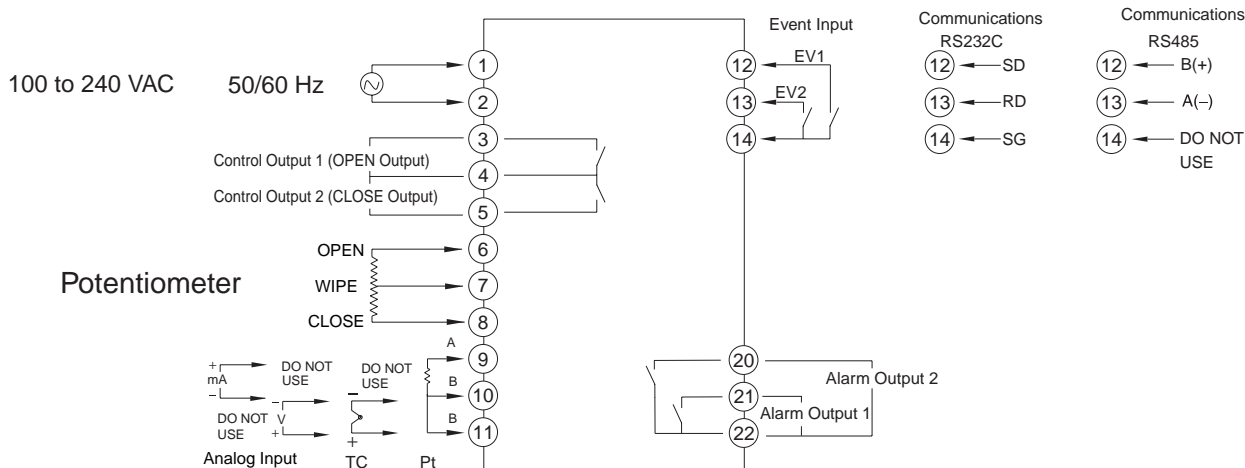 100 to 240 VAC
50/60 Hz
1
2
3
Control Output 1 (OPEN Output)
4
Control Output 2 (CLOSE Output)
5
Potentiometer
OPEN
6
WIPE
7
CLOSE
8
A
9
B
10
B
11
+
mA
–
DO NOT
USE
DO NOT
USE
–
V
+
Analog Input
DO NOT
USE
–
+
TC
Pt
Event Input
12
EV1
13
EV2
14
Communications
RS232C
12
SD
13
RD
14
SG
Communications
RS485
12
B(+)
13
A(–)
14
DO NOT
USE
20
Alarm Output 2
21
Alarm Output 1
22